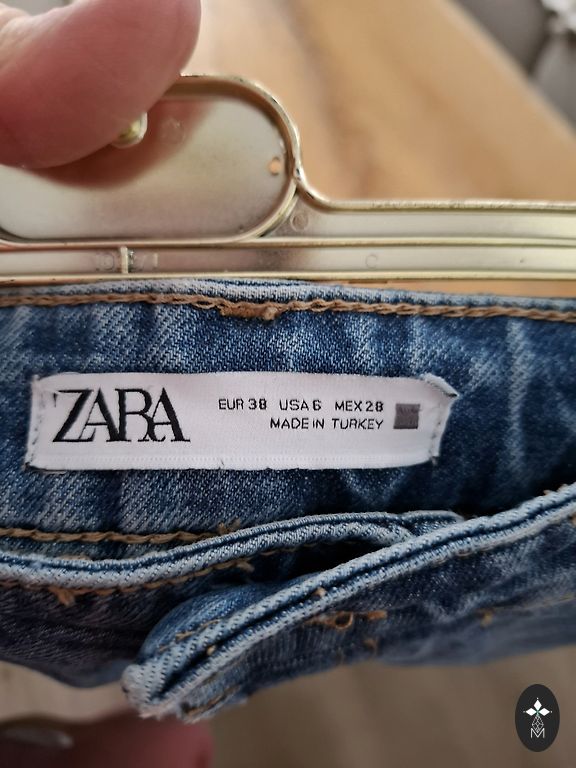 ZARA
EUR 38 USA 6 MEX 28
MADE IN TURKEY
M